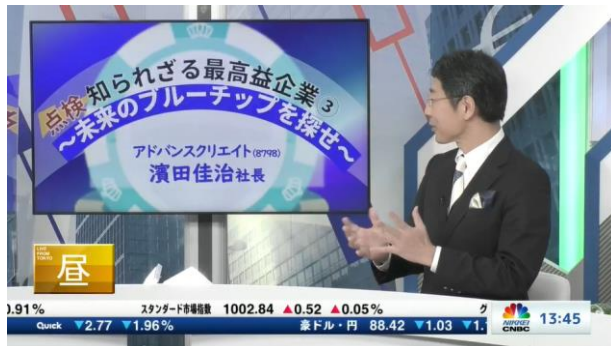 点検 知られざる最高益企業③
～未来のブルーチップを探せ～
アドバンスクリエイト(8798)
濱田佳治社長
LIVE
FROM
TOKYO
昼
0.91% スタンダード市場指数 1002.84 ▲0.52 ▲0.05% グ
QUICK ▼2.77 ▼1.96% 豪ドル・円 88.42 ▼1.03 ▼1.
NIKKEI
CNBC
13:45